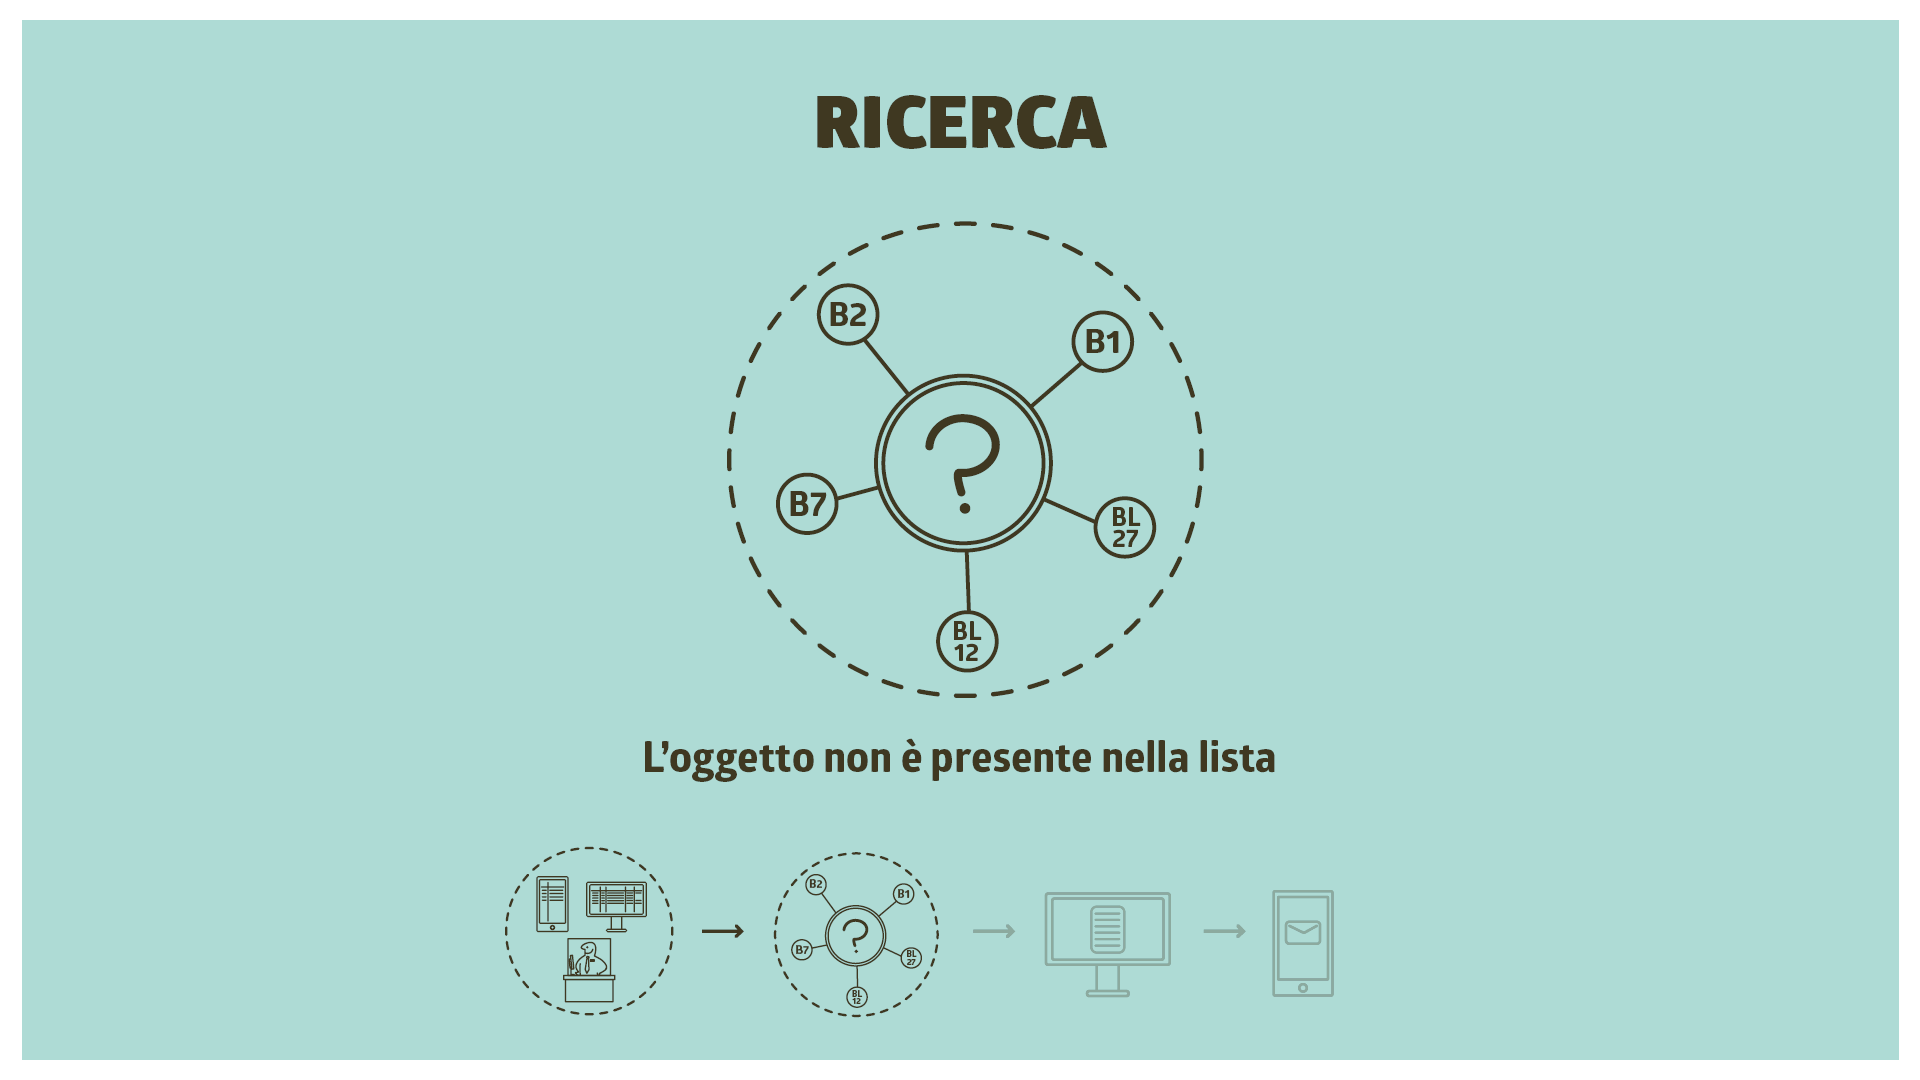 RICERCA
B2
B1
?
B7
BL
27
BL
12
L'oggetto non è presente nella lista
B2
B1
?
B7
BL
27
BL
12